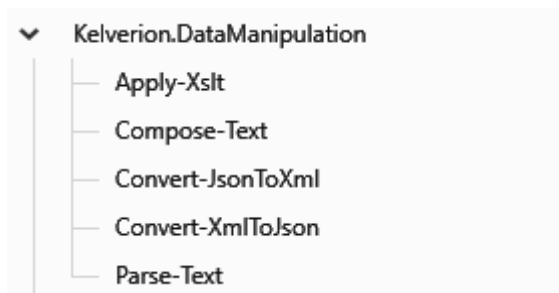 Kelverion.DataManipulation
Apply-Xslt
Compose-Text
Convert-JsonToXml
Convert-XmlToJson
Parse-Text